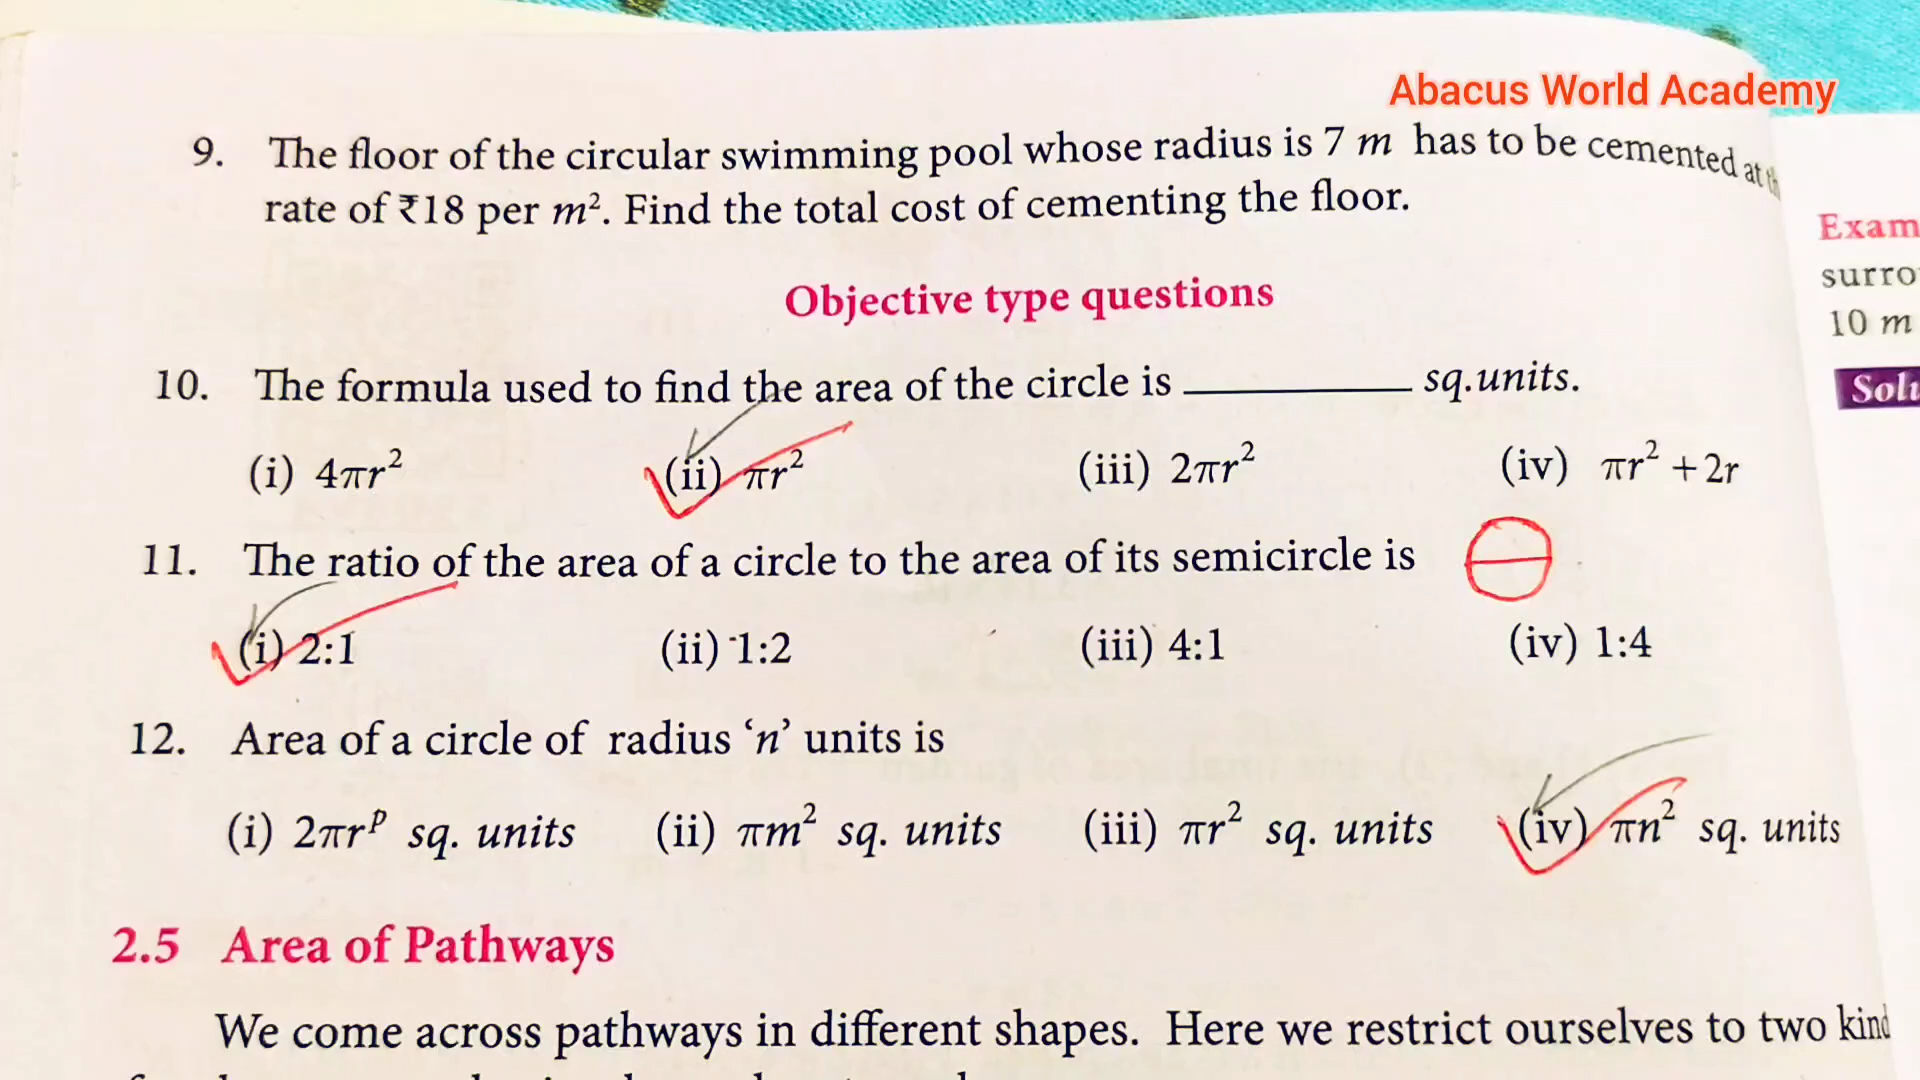 Abacus World Academy
9. The floor of the circular swimming pool whose radius is 7 m has to be cemented at th
rate of ₹18 per m². Find the total cost of cementing the floor.
Exam
surro
10 m
Objective type questions
10. The formula used to find the area of the circle is ________ sq.units.
Solu
(i) 4πr² (ii) πr² (iii) 2πr² (iv) πr² + 2r
11. The ratio of the area of a circle to the area of its semicircle is
(i) 2:1 (ii) 1:2 (iii) 4:1 (iv) 1:4
12. Area of a circle of radius ‘n’ units is
(i) 2πrᵖ sq. units (ii) πm² sq. units (iii) πr² sq. units (iv) πn² sq. units
2.5 Area of Pathways
We come across pathways in different shapes. Here we restrict ourselves to two kind